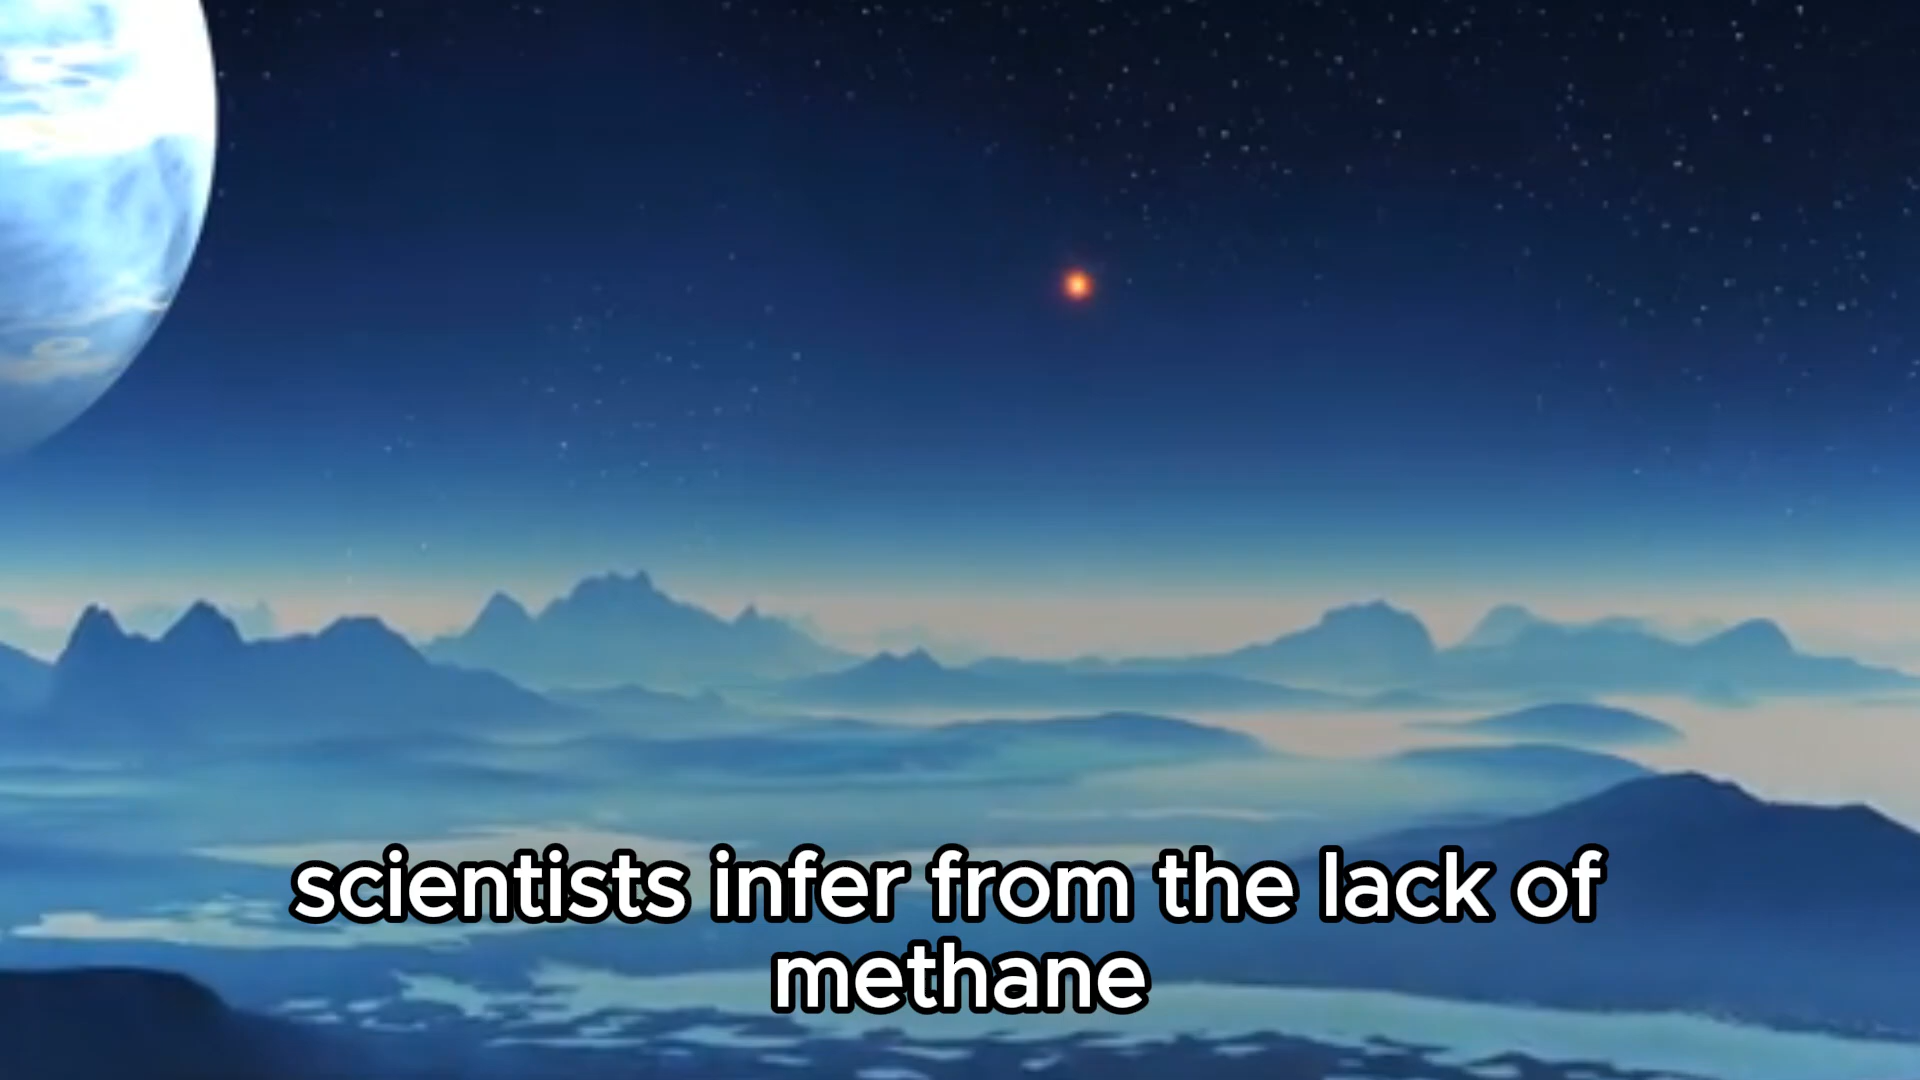 scientists infer from the lack of
methane